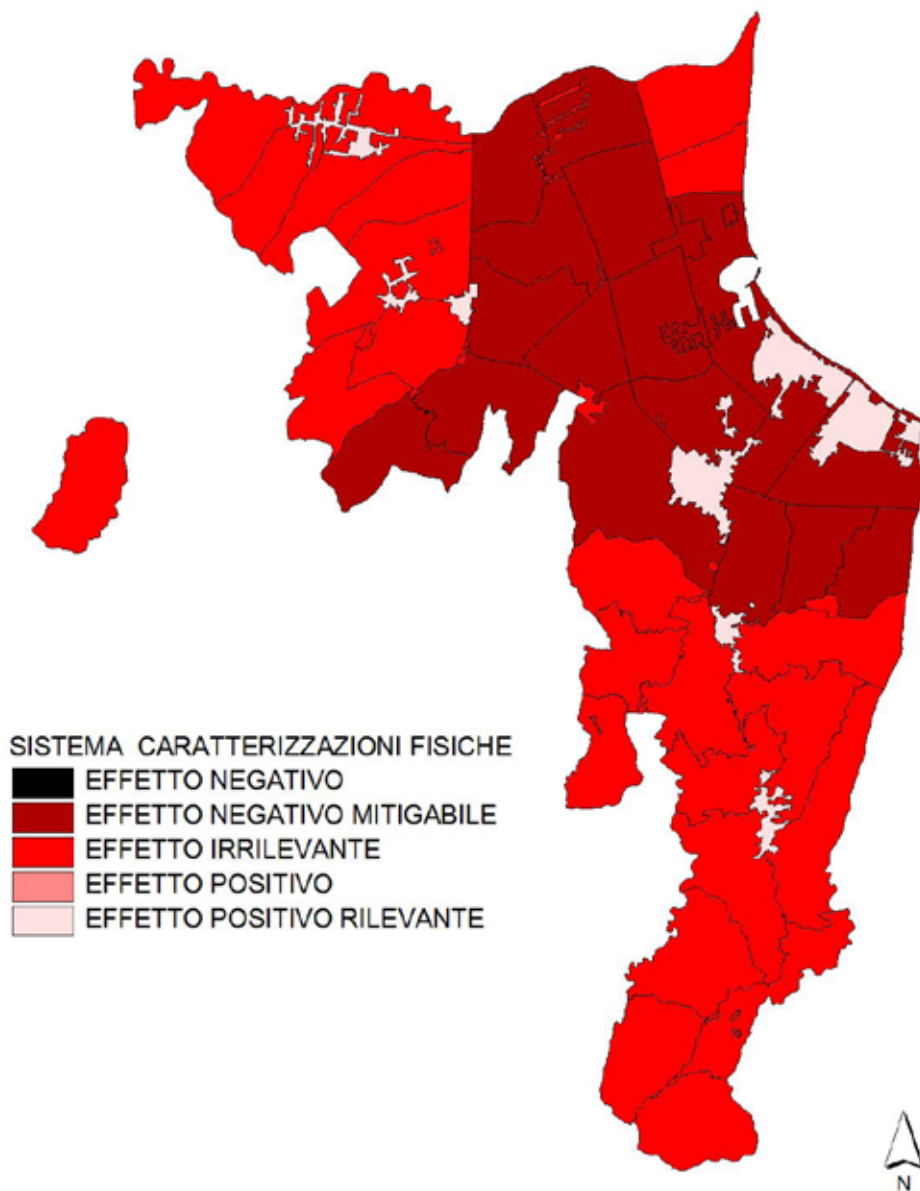 SISTEMA CARATTERIZZAZIONI FISICHE
EFFETTO NEGATIVO
EFFETTO NEGATIVO MITIGABILE
EFFETTO IRRILEVANTE
EFFETTO POSITIVO
EFFETTO POSITIVO RILEVANTE
N